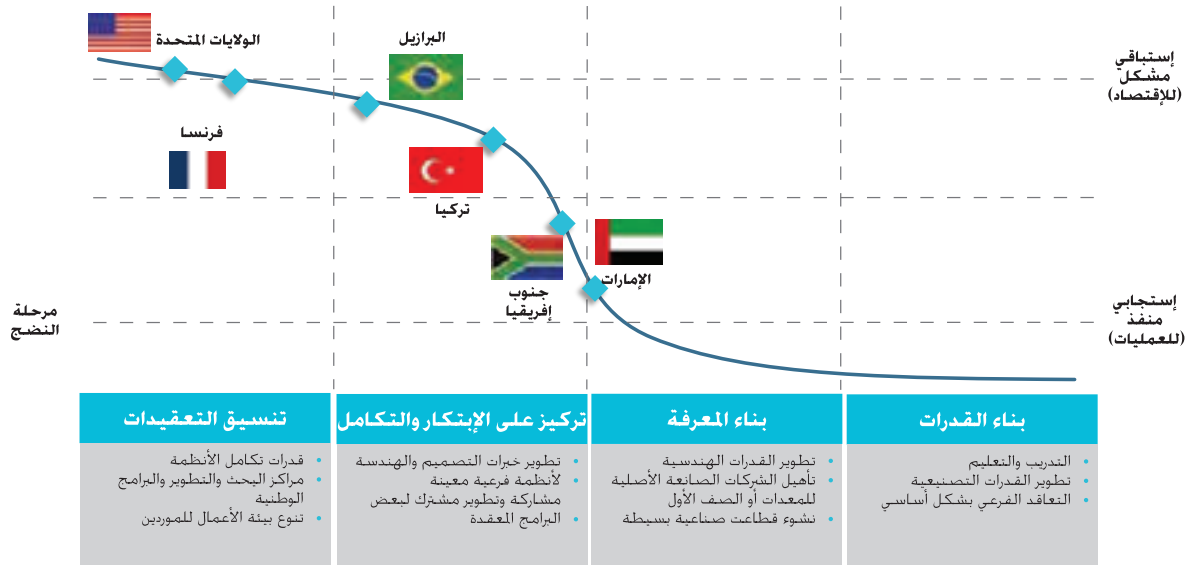 الولايات المتحدة
البرازيل
فرنسا
تركيا
جنوب
إفريقيا
الإمارات
إستباقي
مشكل
(للإقتصاد)
إستجابي
منفذ
(للعمليات)
مرحلة
النضج
بناء القدرات
التدريب والتعليم
تطوير القدرات التصنيعية
التعاقد الفرعي بشكل أساسي
بناء المعرفة
تطوير القدرات الهندسية
تأهيل الشركات الصانعة الأصلية
للمعدات أو الصف الأول
نشوء قطاعت صناعية بسيطة
تركيز على الإبتكار والتكامل
تطوير خبرات التصميم والهندسة
لأنظمة فرعية معينة
مشاركة وتطوير مشترك لبعض
البرامج المعقدة
تنسيق التعقيدات
قدرات تكامل الأنظمة
مراكز البحث والتطوير والبرامج
الوطنية
تنوع بيئة الأعمال للموردين